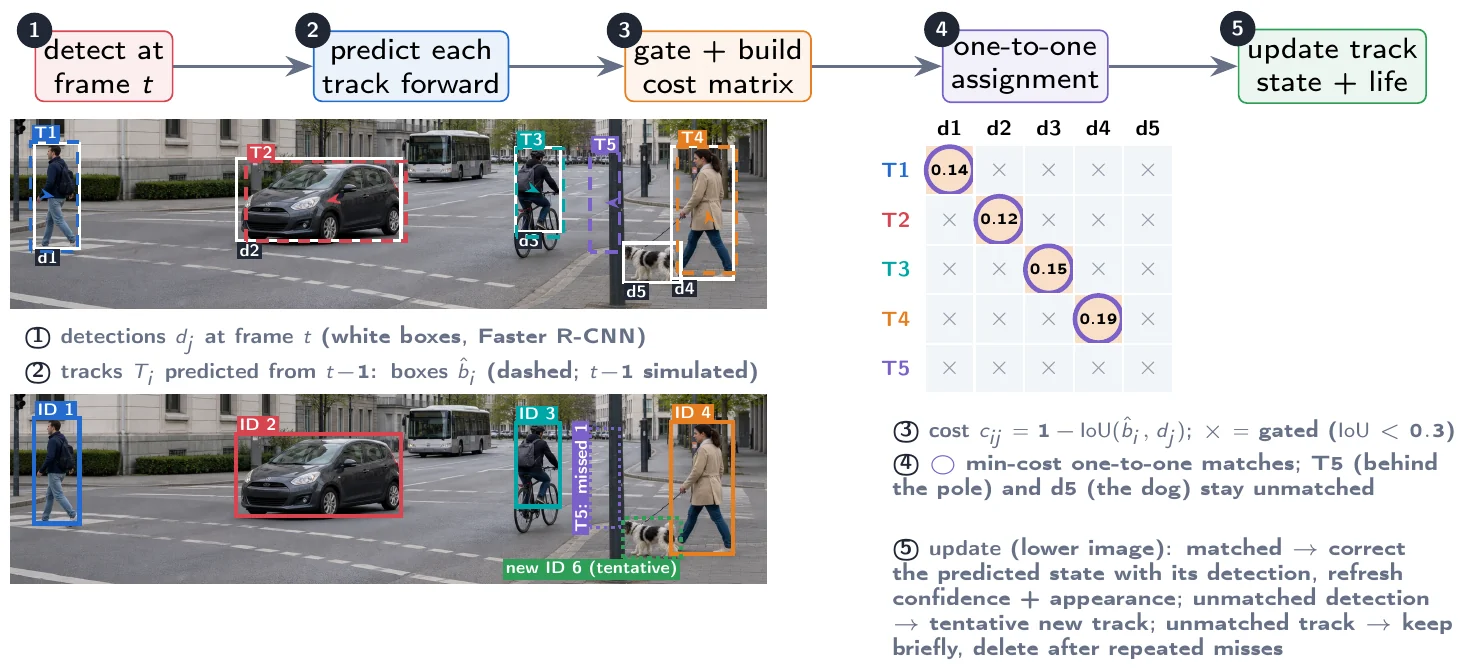 1
detect at
frame t
2
predict each
track forward
3
gate + build
cost matrix
4
one-to-one
assignment
5
update track
state + life
T1
T2
T3
T5
T4
d1
d2
d3
d5
d4
d1 d2 d3 d4 d5
T1 0.14 × × × ×
T2 × 0.12 × × ×
T3 × × 0.15 × ×
T4 × × × 0.19 ×
T5 × × × × ×
① detections d_j at frame t (white boxes, Faster R-CNN)
② tracks T_i predicted from t−1: boxes b̂_i (dashed; t−1 simulated)
ID 1
ID 2
ID 3
T5: missed 1
ID 4
new ID 6 (tentative)
③ cost c_ij = 1 − IoU(b̂_i, d_j); × = gated (IoU < 0.3)
④ ◯ min-cost one-to-one matches; T5 (behind
the pole) and d5 (the dog) stay unmatched
⑤ update (lower image): matched → correct
the predicted state with its detection, refresh
confidence + appearance; unmatched detection
→ tentative new track; unmatched track → keep
briefly, delete after repeated misses